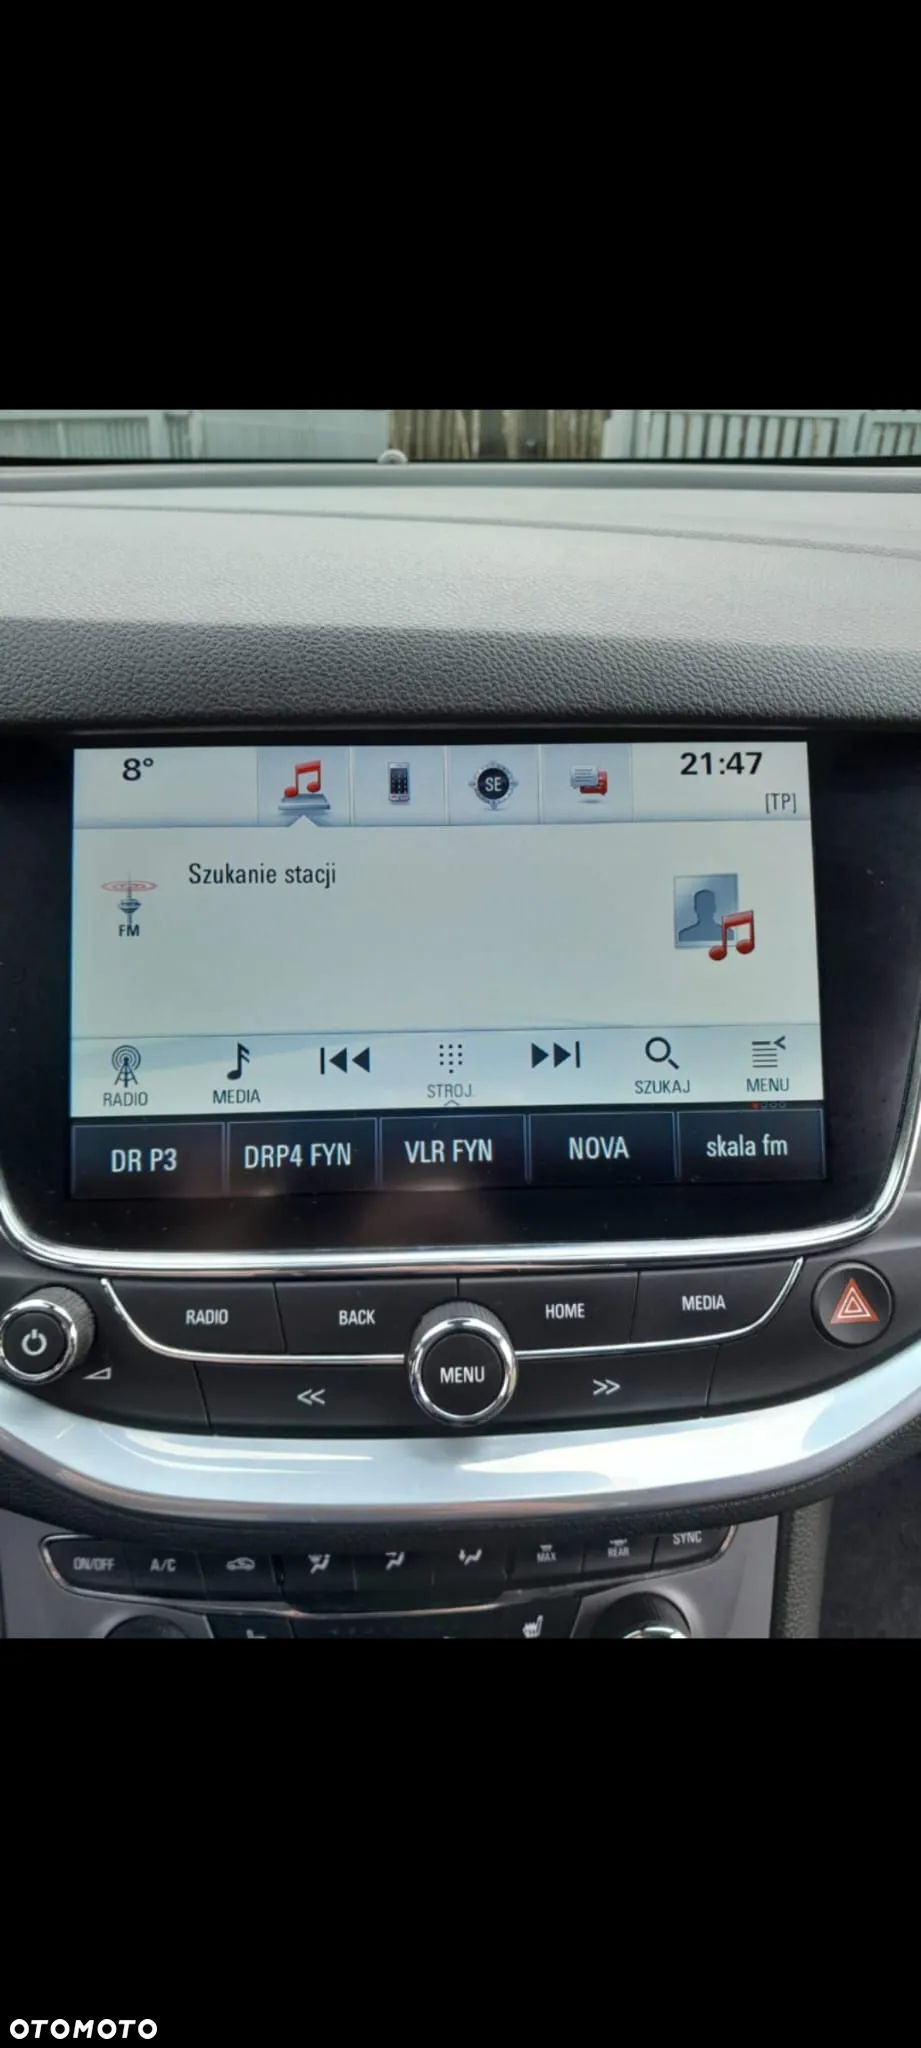 8°
SE
21:47
[TP]
Szukanie stacji
FM
RADIO
MEDIA
STROJ.
SZUKAJ
MENU
DR P3
DRP4 FYN
VLR FYN
NOVA
skala fm
RADIO
BACK
HOME
MEDIA
MENU
ON/OFF
A/C
MAX
REAR
SYNC
OTOMOTO